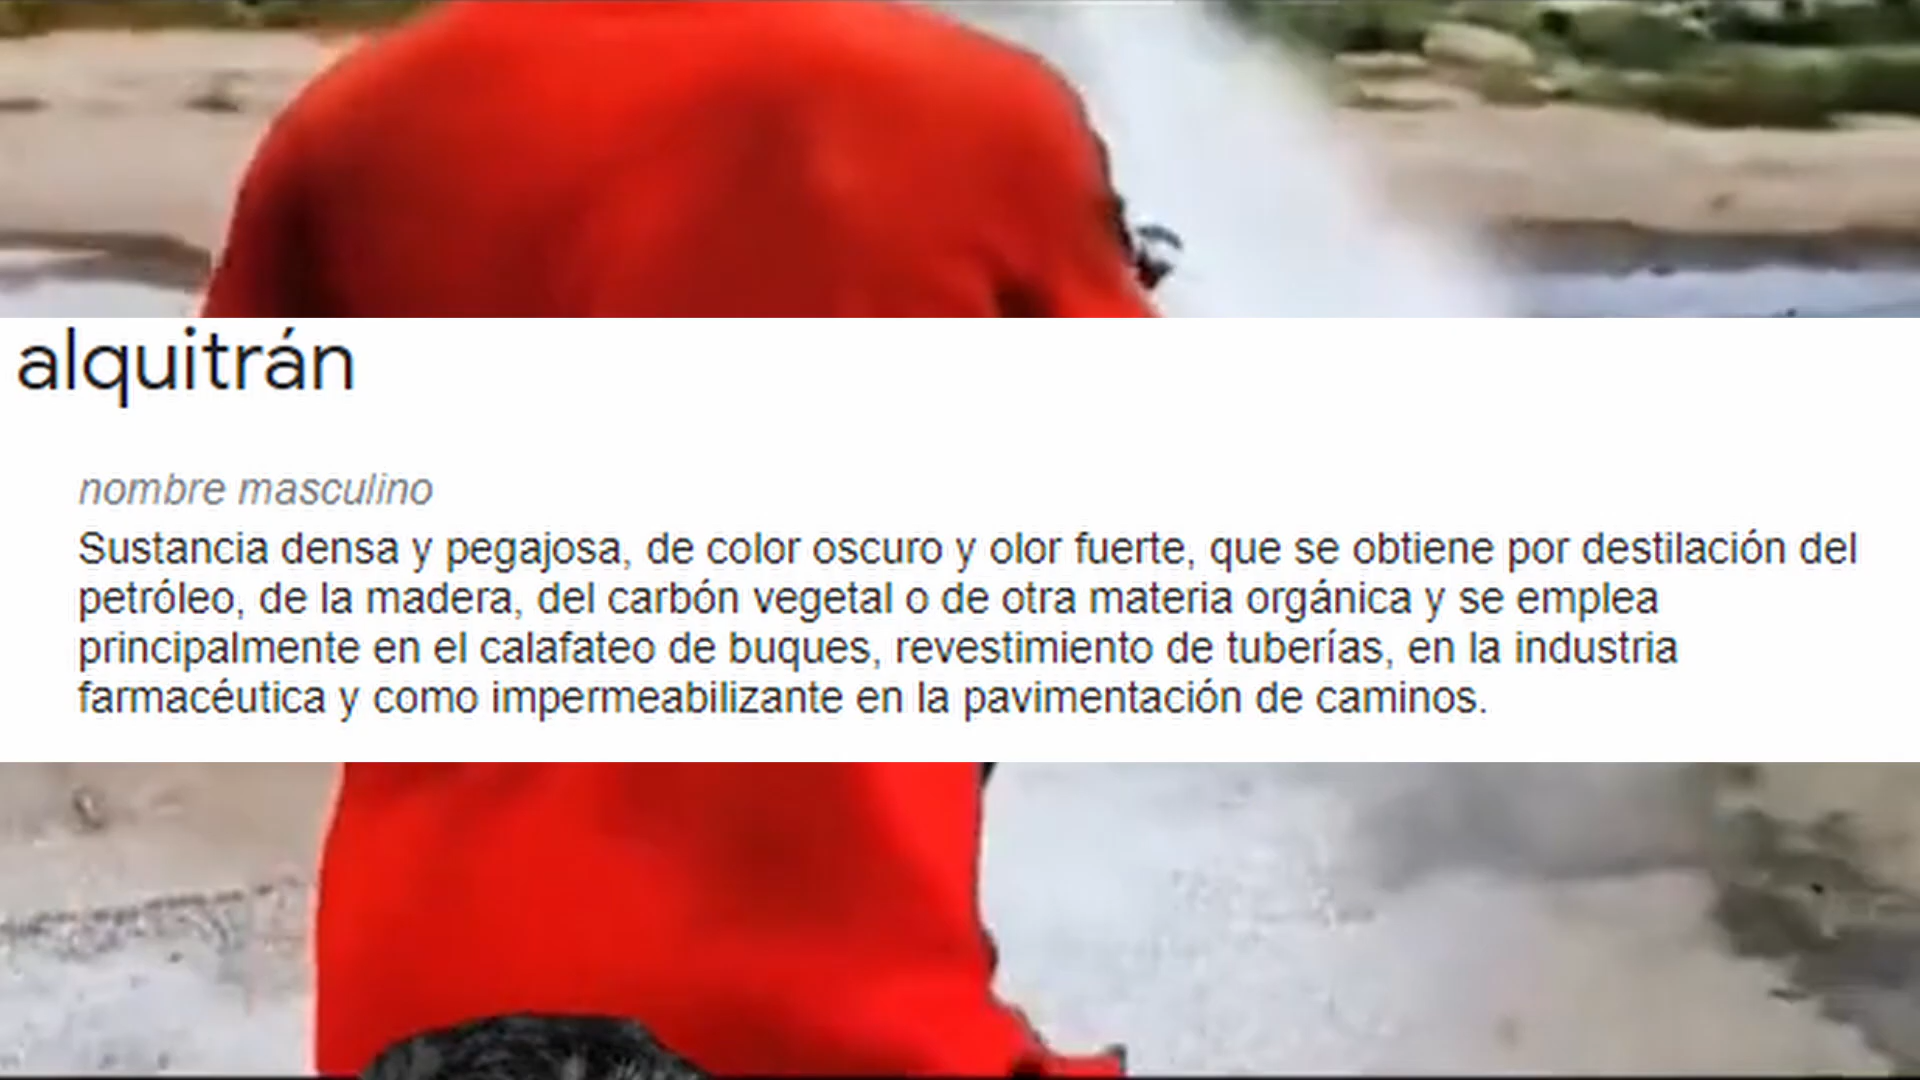 alquitrán
nombre masculino
Sustancia densa y pegajosa, de color oscuro y olor fuerte, que se obtiene por destilación del
petróleo, de la madera, del carbón vegetal o de otra materia orgánica y se emplea
principalmente en el calafateo de buques, revestimiento de tuberías, en la industria
farmacéutica y como impermeabilizante en la pavimentación de caminos.